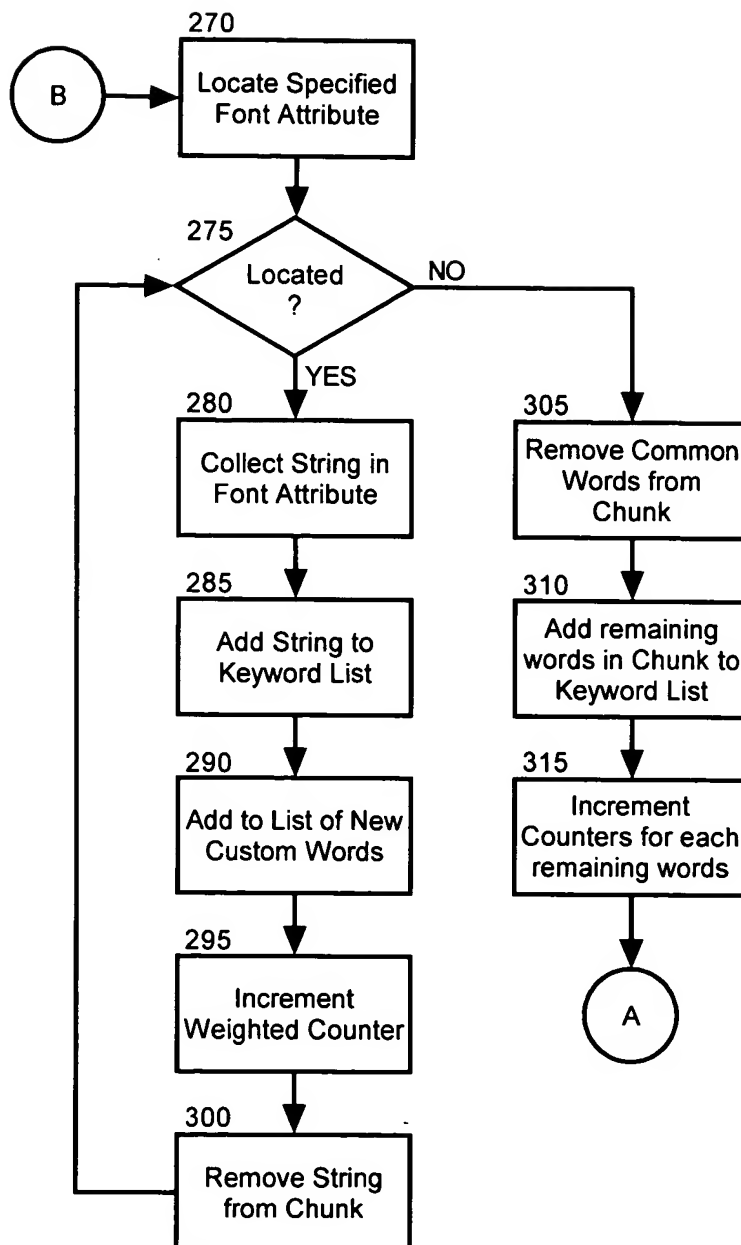 270
B
Locate Specified
Font Attribute
275
Located
?
NO
YES
280
Collect String in
Font Attribute
285
Add String to
Keyword List
290
Add to List of New
Custom Words
295
Increment
Weighted Counter
300
Remove String
from Chunk
305
Remove Common
Words from
Chunk
310
Add remaining
words in Chunk to
Keyword List
315
Increment
Counters for each
remaining words
A